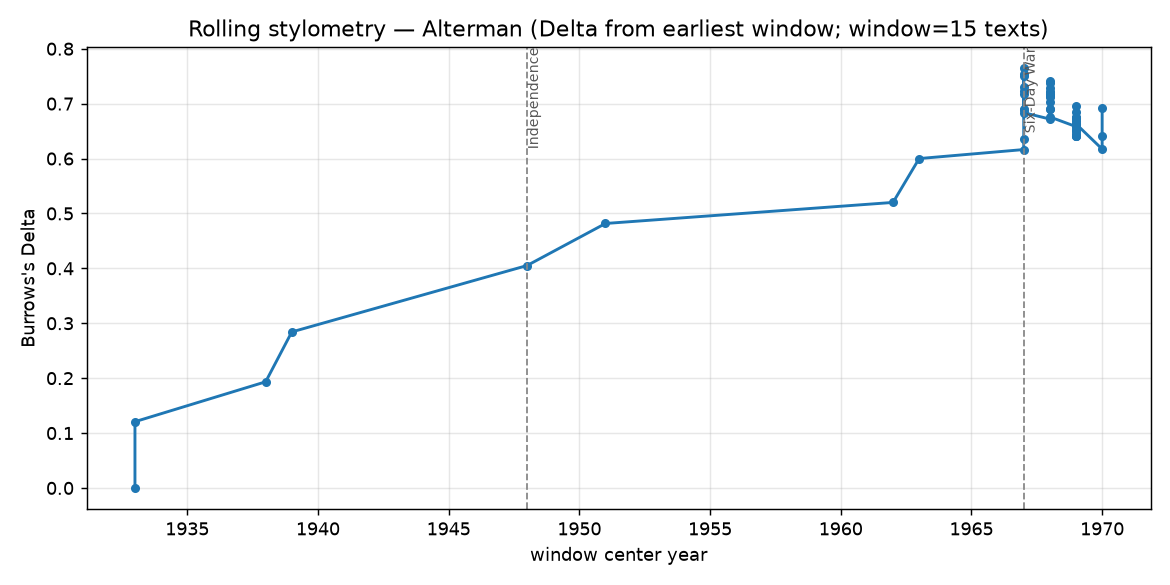 Rolling stylometry — Alterman (Delta from earliest window; window=15 texts)
Burrows's Delta
0.8
0.7
0.6
0.5
0.4
0.3
0.2
0.1
0.0
Independence
Six-Day War
1935 1940 1945 1950 1955 1960 1965 1970
window center year